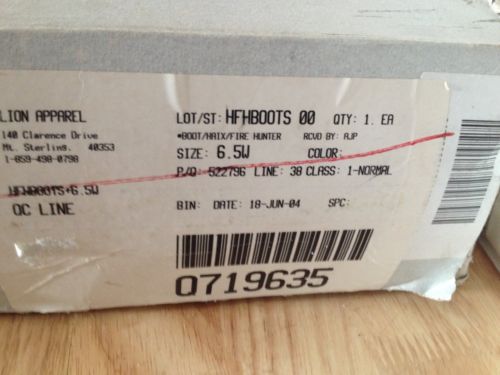 LION APPAREL
140 Clarence Drive
Mt. Sterling. 40353
1-859-498-0798
HFHBOOTS*6.5W
QC LINE
LOT/ST: HFHBOOTS 00 QTY: 1. EA
*BOOT/HAIX/FIRE HUNTER RCVD BY: AJP
SIZE: 6.5W COLOR:
P/O: 522796 LINE: 38 CLASS: 1-NORMAL
BIN: DATE: 18-JUN-04 SPC:
Q719635